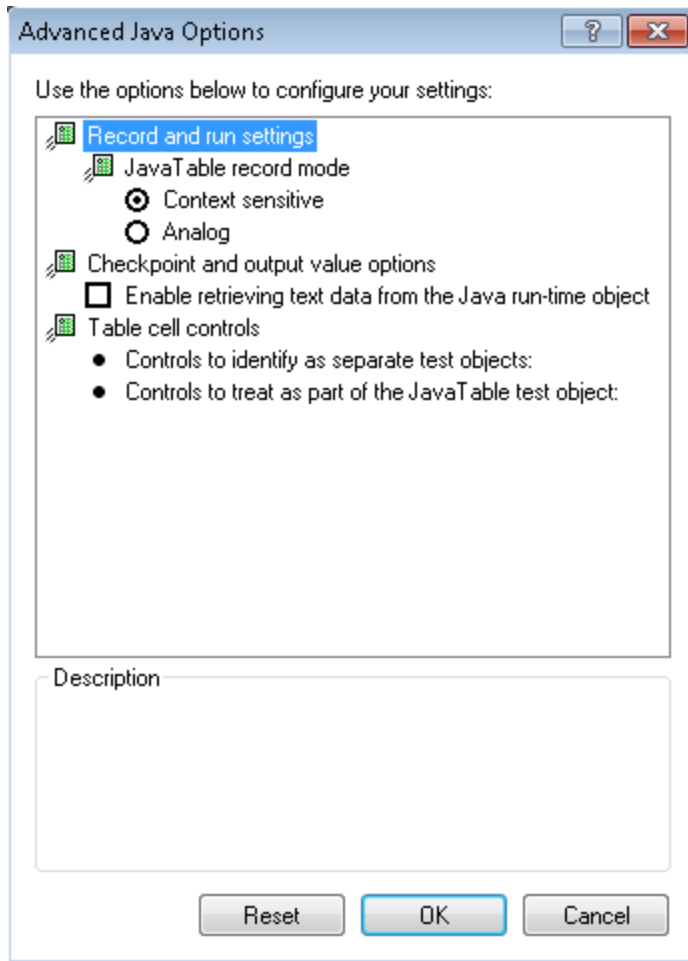 Advanced Java Options
Use the options below to configure your settings:
Record and run settings
JavaTable record mode
Context sensitive
Analog
Checkpoint and output value options
Enable retrieving text data from the Java run-time object
Table cell controls
Controls to identify as separate test objects:
Controls to treat as part of the JavaTable test object:
Description
Reset OK Cancel